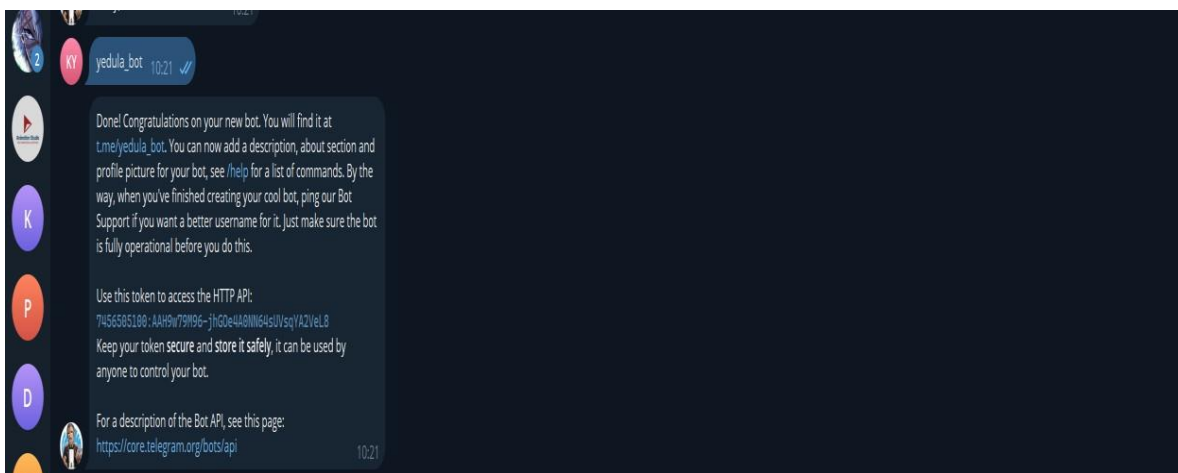 10:21
2
KY
yedula_bot 10:21
Done! Congratulations on your new bot. You will find it at
t.me/yedula_bot. You can now add a description, about section and
profile picture for your bot, see /help for a list of commands. By the
way, when you've finished creating your cool bot, ping our Bot
Support if you want a better username for it. Just make sure the bot
is fully operational before you do this.
K
Use this token to access the HTTP API:
P
Keep your token secure and store it safely, it can be used by
anyone to control your bot.
D
For a description of the Bot API, see this page:
https://core.telegram.org/bots/api 10:21